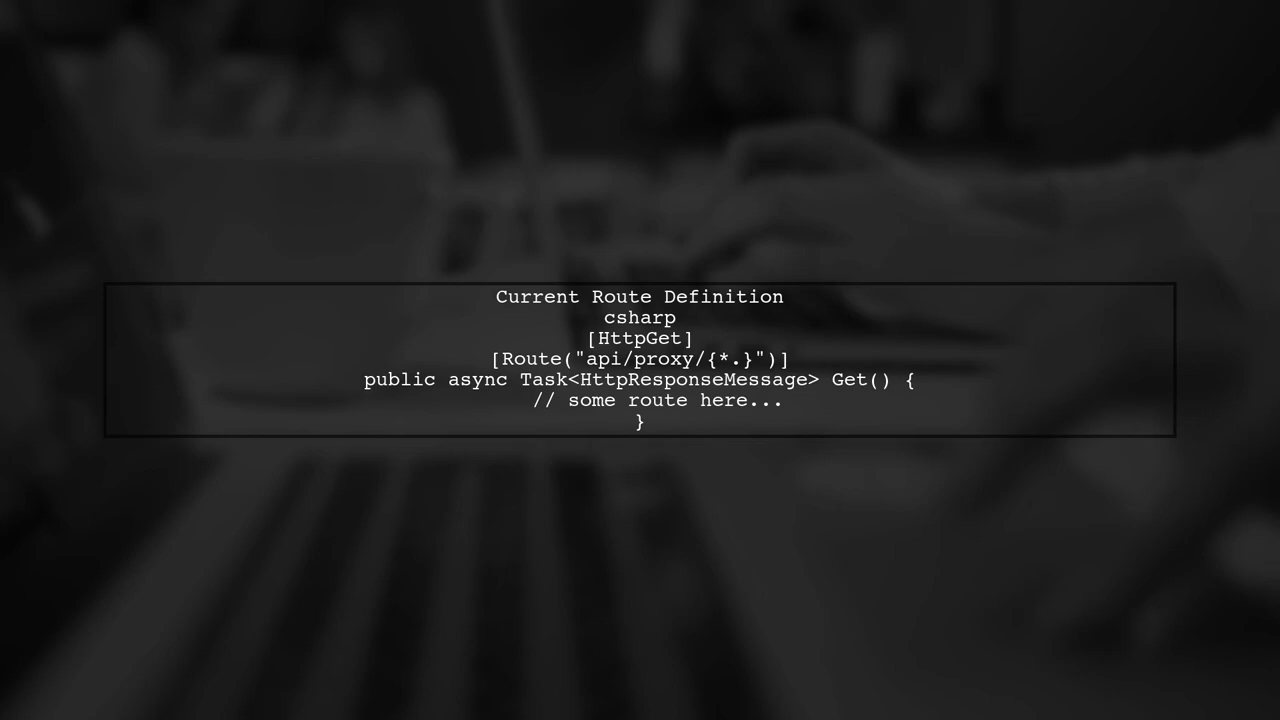 Current Route Definition
csharp
[HttpGet]
[Route("api/proxy/{*.}")]
public async Task<HttpResponseMessage> Get() {
// some route here...
}